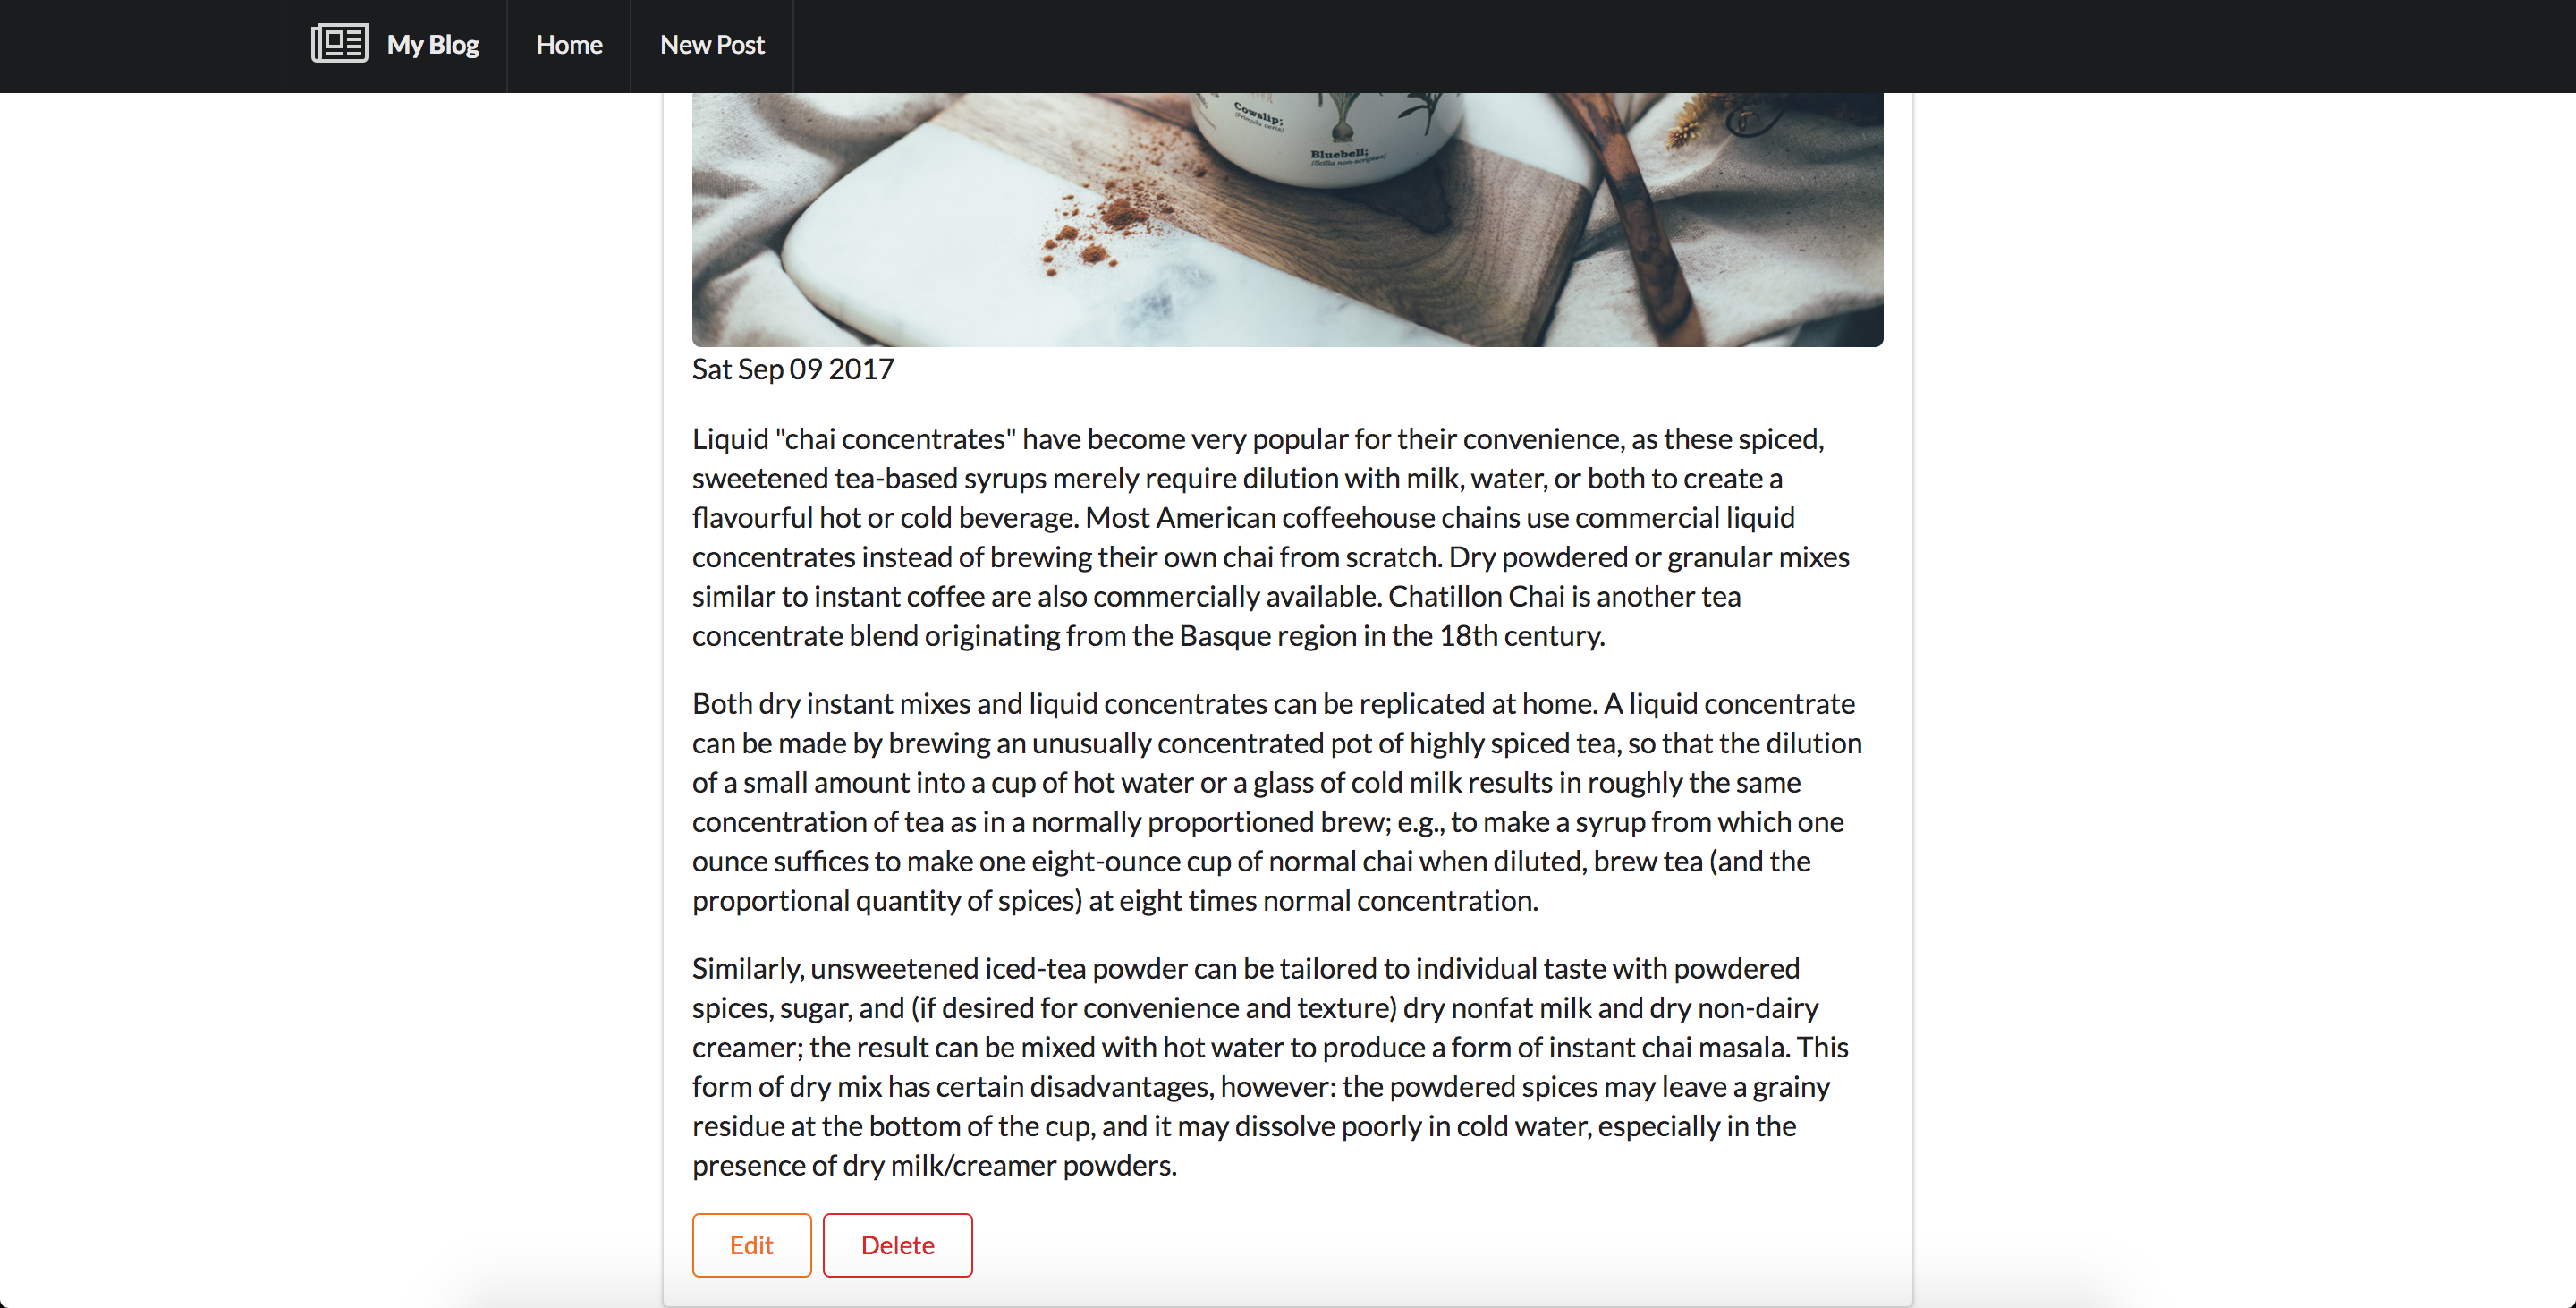 My Blog
Home
New Post
Cowslip;
(Primula veris)
Bluebell;
(Scilla non-scriptus)
Sat Sep 09 2017
Liquid "chai concentrates" have become very popular for their convenience, as these spiced,
sweetened tea-based syrups merely require dilution with milk, water, or both to create a
flavourful hot or cold beverage. Most American coffeehouse chains use commercial liquid
concentrates instead of brewing their own chai from scratch. Dry powdered or granular mixes
similar to instant coffee are also commercially available. Chatillon Chai is another tea
concentrate blend originating from the Basque region in the 18th century.
Both dry instant mixes and liquid concentrates can be replicated at home. A liquid concentrate
can be made by brewing an unusually concentrated pot of highly spiced tea, so that the dilution
of a small amount into a cup of hot water or a glass of cold milk results in roughly the same
concentration of tea as in a normally proportioned brew; e.g., to make a syrup from which one
ounce suffices to make one eight-ounce cup of normal chai when diluted, brew tea (and the
proportional quantity of spices) at eight times normal concentration.
Similarly, unsweetened iced-tea powder can be tailored to individual taste with powdered
spices, sugar, and (if desired for convenience and texture) dry nonfat milk and dry non-dairy
creamer; the result can be mixed with hot water to produce a form of instant chai masala. This
form of dry mix has certain disadvantages, however: the powdered spices may leave a grainy
residue at the bottom of the cup, and it may dissolve poorly in cold water, especially in the
presence of dry milk/creamer powders.
Edit
Delete